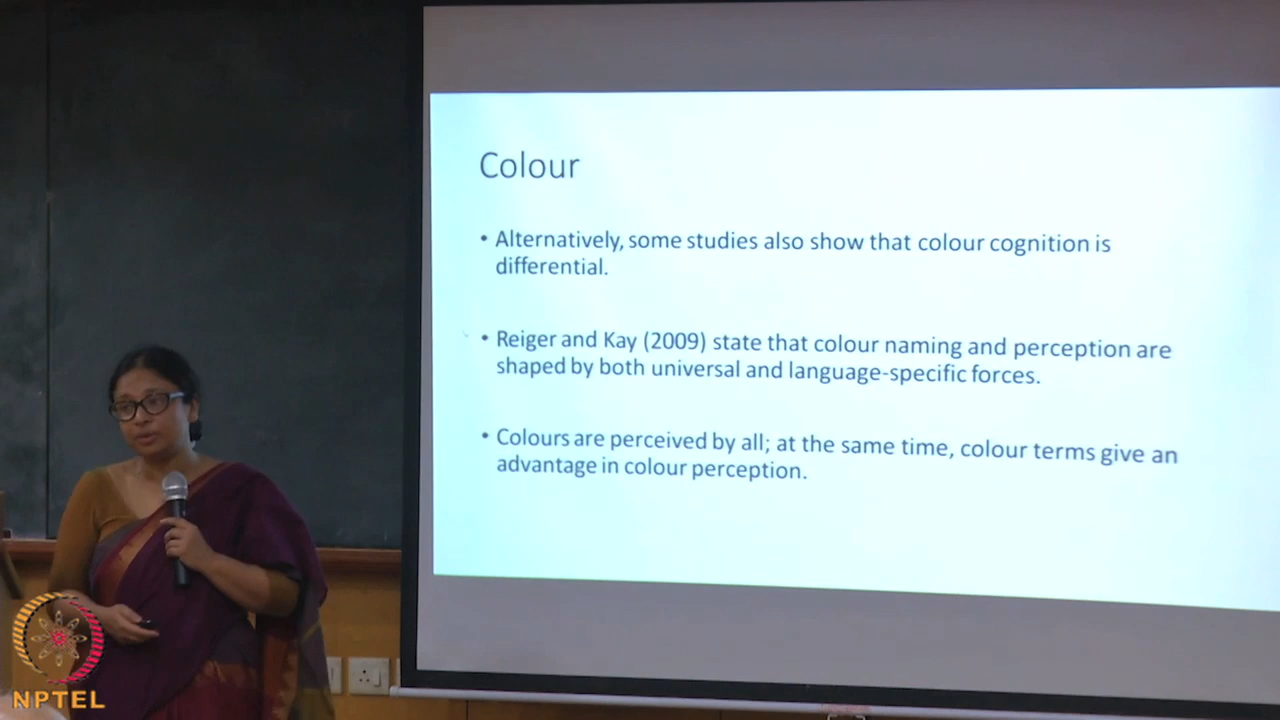 Colour
• Alternatively, some studies also show that colour cognition is
differential.
• Reiger and Kay (2009) state that colour naming and perception are
shaped by both universal and language-specific forces.
• Colours are perceived by all; at the same time, colour terms give an
advantage in colour perception.
NPTEL